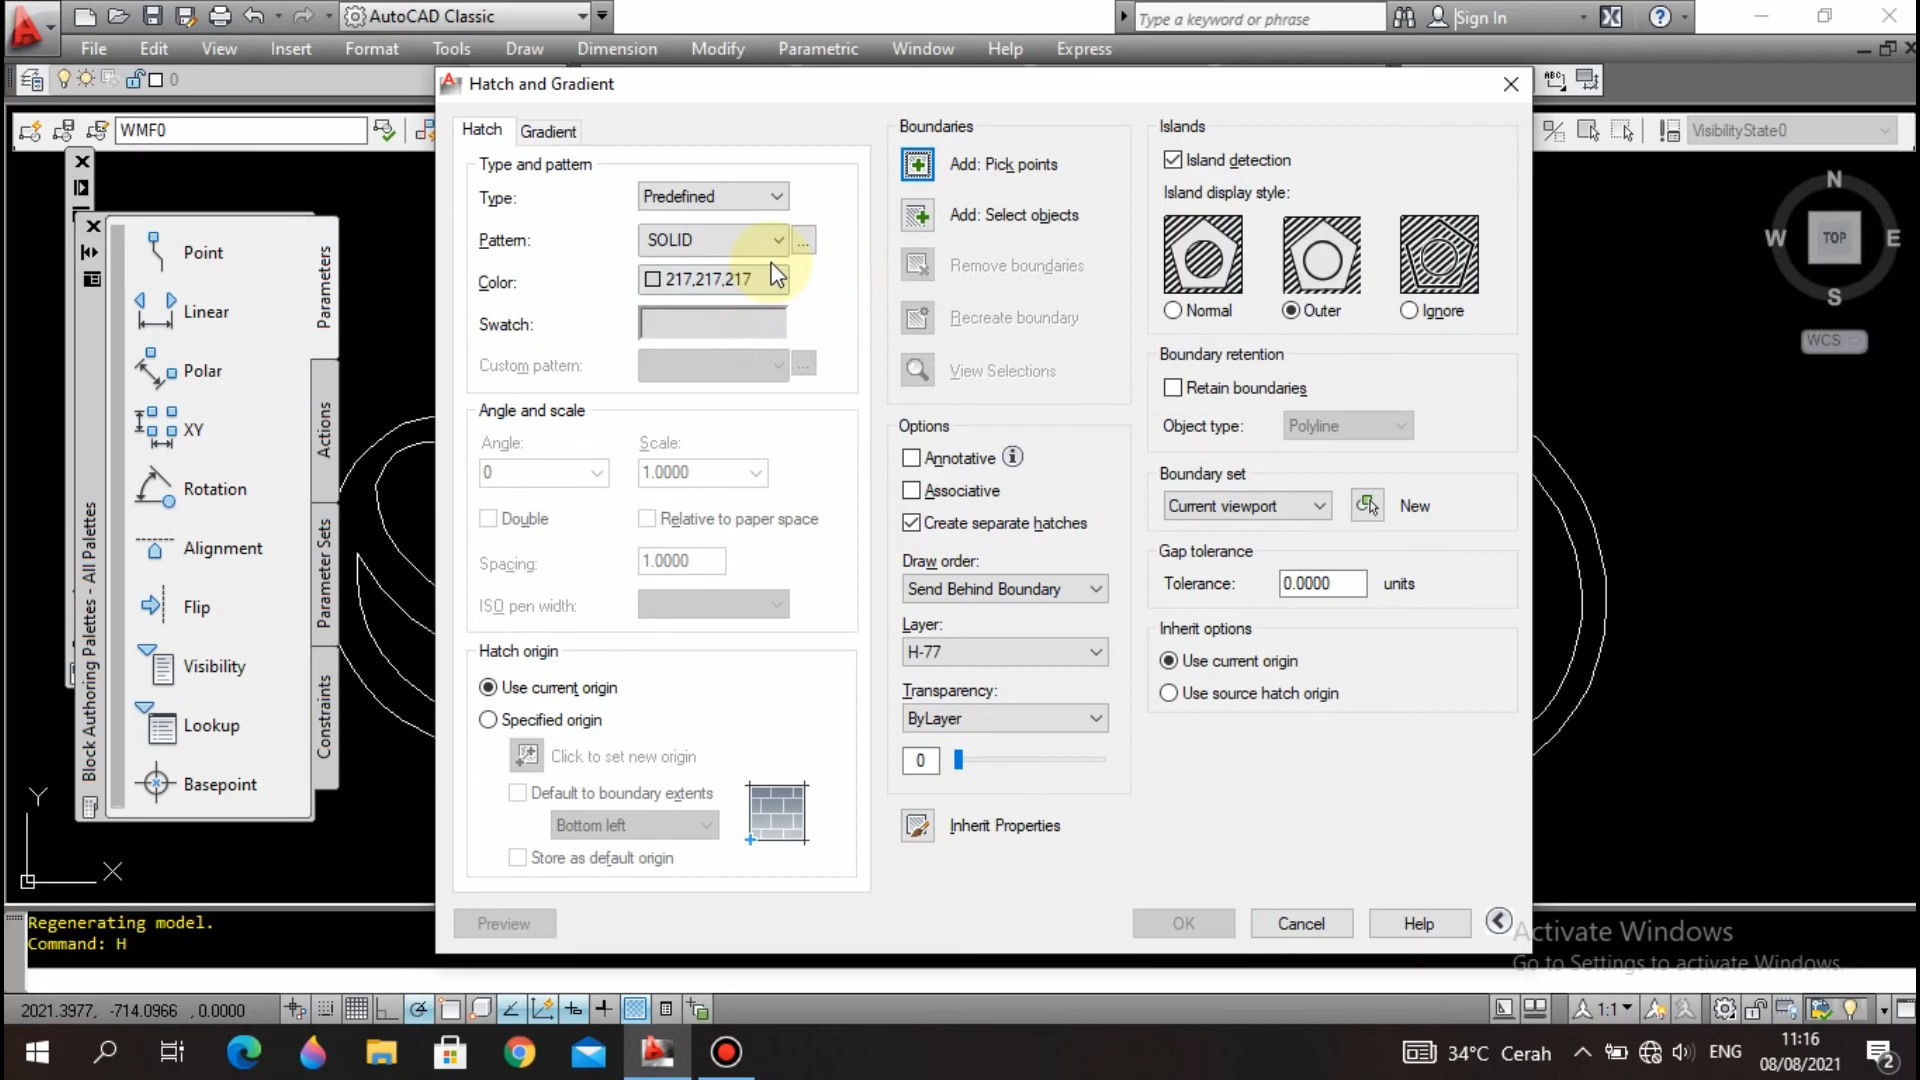 AutoCAD Classic
Type a keyword or phrase
Sign In
File Edit View Insert Format Tools Draw Dimension Modify Parametric Window Help Express
0
WMF0
VisibilityState0
Hatch and Gradient
Hatch Gradient
Type and pattern
Type: Predefined
Pattern: SOLID ...
Color: 217,217,217
Swatch:
Custom pattern: ...
Angle and scale
Angle: Scale:
0 1.0000
Double Relative to paper space
Spacing: 1.0000
ISO pen width:
Hatch origin
Use current origin
Specified origin
Click to set new origin
Default to boundary extents
Bottom left
Store as default origin
Preview
Boundaries
Add: Pick points
Add: Select objects
Remove boundaries
Recreate boundary
View Selections
Options
Annotative
Associative
Create separate hatches
Draw order:
Send Behind Boundary
Layer:
H-77
Transparency:
ByLayer
0
Inherit Properties
Islands
Island detection
Island display style:
Normal Outer Ignore
Boundary retention
Retain boundaries
Object type: Polyline
Boundary set
Current viewport New
Gap tolerance
Tolerance: 0.0000 units
Inherit options
Use current origin
Use source hatch origin
OK Cancel Help
Point
Linear
Polar
XY
Rotation
Alignment
Flip
Visibility
Lookup
Basepoint
Parameters
Actions
Parameter Sets
Constraints
Block Authoring Palettes - All Palettes
N
W TOP E
S
WCS
Y
X
Regenerating model.
Command: H
Activate Windows
Go to Settings to activate Windows.
2021.3977, -714.0966 , 0.0000
1:1
34°C Cerah
ENG
11:16
08/08/2021
2